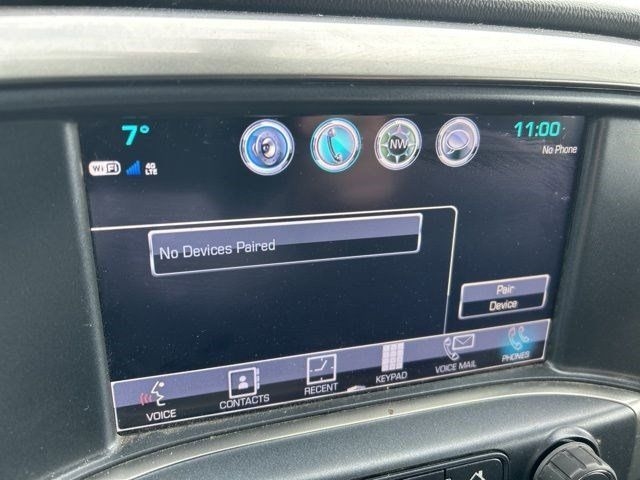 7°
11:00
WiFi
4G
LTE
NW
No Phone
No Devices Paired
Pair
Device
VOICE
CONTACTS
RECENT
KEYPAD
VOICE MAIL
PHONES